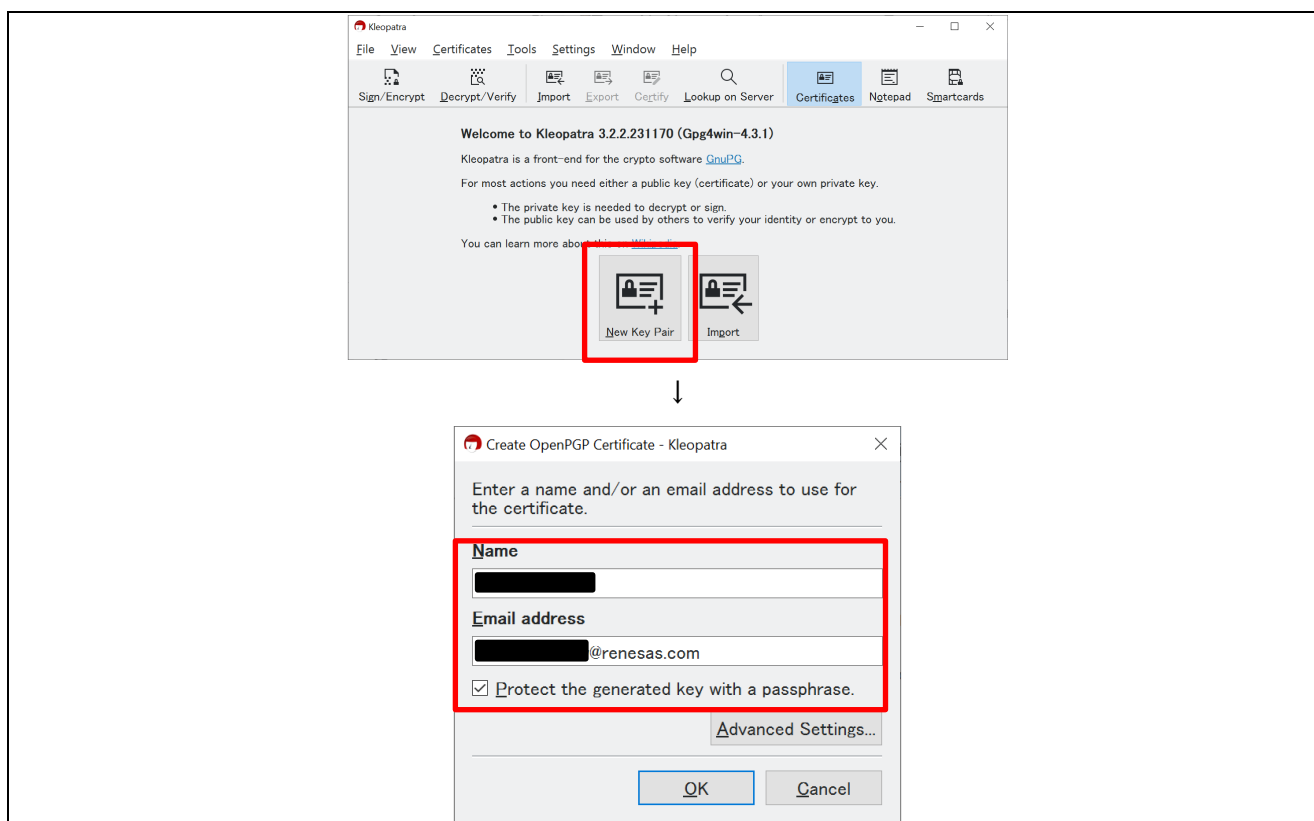 Kleopatra
File View Certificates Tools Settings Window Help
Sign/Encrypt Decrypt/Verify Import Export Certify Lookup on Server Certificates Notepad Smartcards
Welcome to Kleopatra 3.2.2.231170 (Gpg4win-4.3.1)
Kleopatra is a front-end for the crypto software GnuPG.
For most actions you need either a public key (certificate) or your own private key.
• The private key is needed to decrypt or sign.
• The public key can be used by others to verify your identity or encrypt to you.
You can learn more about this on Wikipedia
New Key Pair Import
↓
Create OpenPGP Certificate - Kleopatra
Enter a name and/or an email address to use for
the certificate.
Name
Email address
@renesas.com
Protect the generated key with a passphrase.
Advanced Settings...
OK Cancel